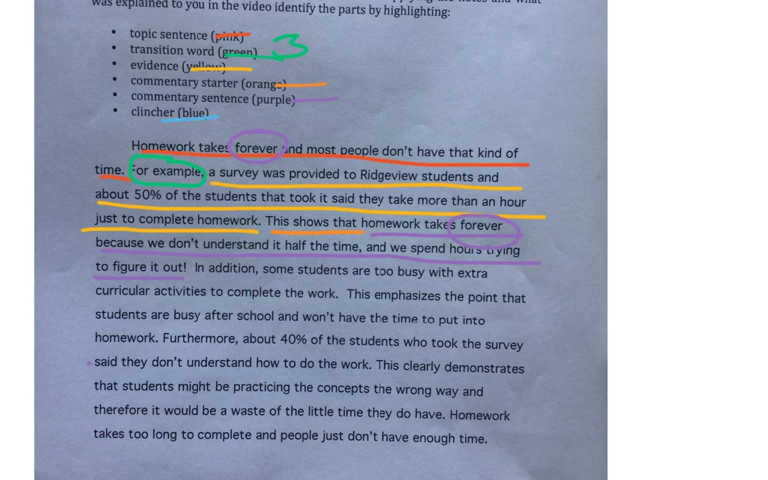 was explained to you in the video identify the parts by highlighting:
• topic sentence (pink)
• transition word (green) 3
• evidence (yellow)
• commentary starter (orange)
• commentary sentence (purple)
• clincher (blue)
Homework takes forever and most people don't have that kind of
time. For example, a survey was provided to Ridgeview students and
about 50% of the students that took it said they take more than an hour
just to complete homework. This shows that homework takes forever
because we don't understand it half the time, and we spend hours trying
to figure it out! In addition, some students are too busy with extra
curricular activities to complete the work. This emphasizes the point that
students are busy after school and won't have the time to put into
homework. Furthermore, about 40% of the students who took the survey
said they don't understand how to do the work. This clearly demonstrates
that students might be practicing the concepts the wrong way and
therefore it would be a waste of the little time they do have. Homework
takes too long to complete and people just don't have enough time.